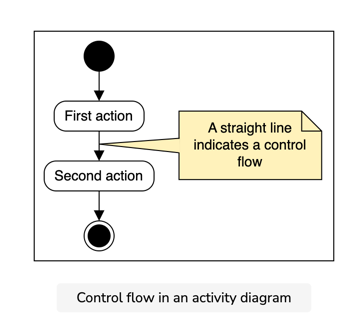 First action
A straight line
indicates a control
flow
Second action
Control flow in an activity diagram